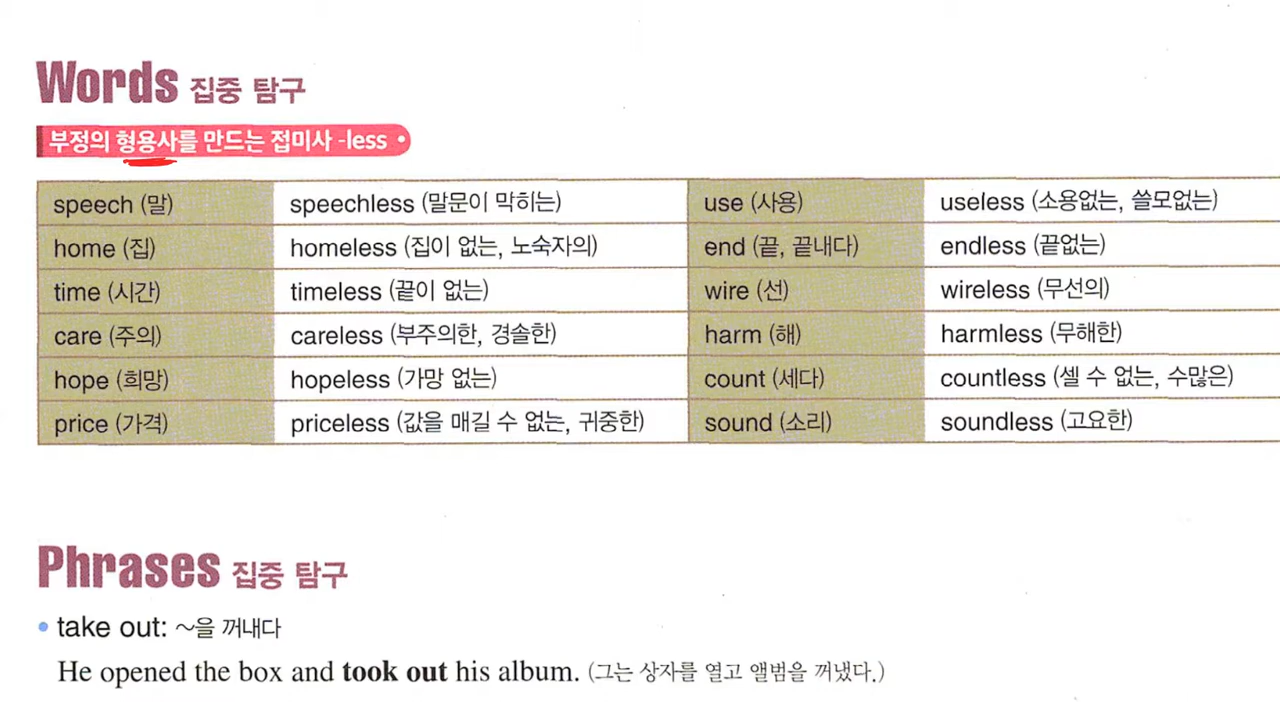 Words 집중 탐구
부정의 형용사를 만드는 접미사 -less
speech (말) speechless (말문이 막히는) use (사용) useless (소용없는, 쓸모없는)
home (집) homeless (집이 없는, 노숙자의) end (끝, 끝내다) endless (끝없는)
time (시간) timeless (끝이 없는) wire (선) wireless (무선의)
care (주의) careless (부주의한, 경솔한) harm (해) harmless (무해한)
hope (희망) hopeless (가망 없는) count (세다) countless (셀 수 없는, 수많은)
price (가격) priceless (값을 매길 수 없는, 귀중한) sound (소리) soundless (고요한)
Phrases 집중 탐구
• take out: ~을 꺼내다
He opened the box and took out his album. (그는 상자를 열고 앨범을 꺼냈다.)